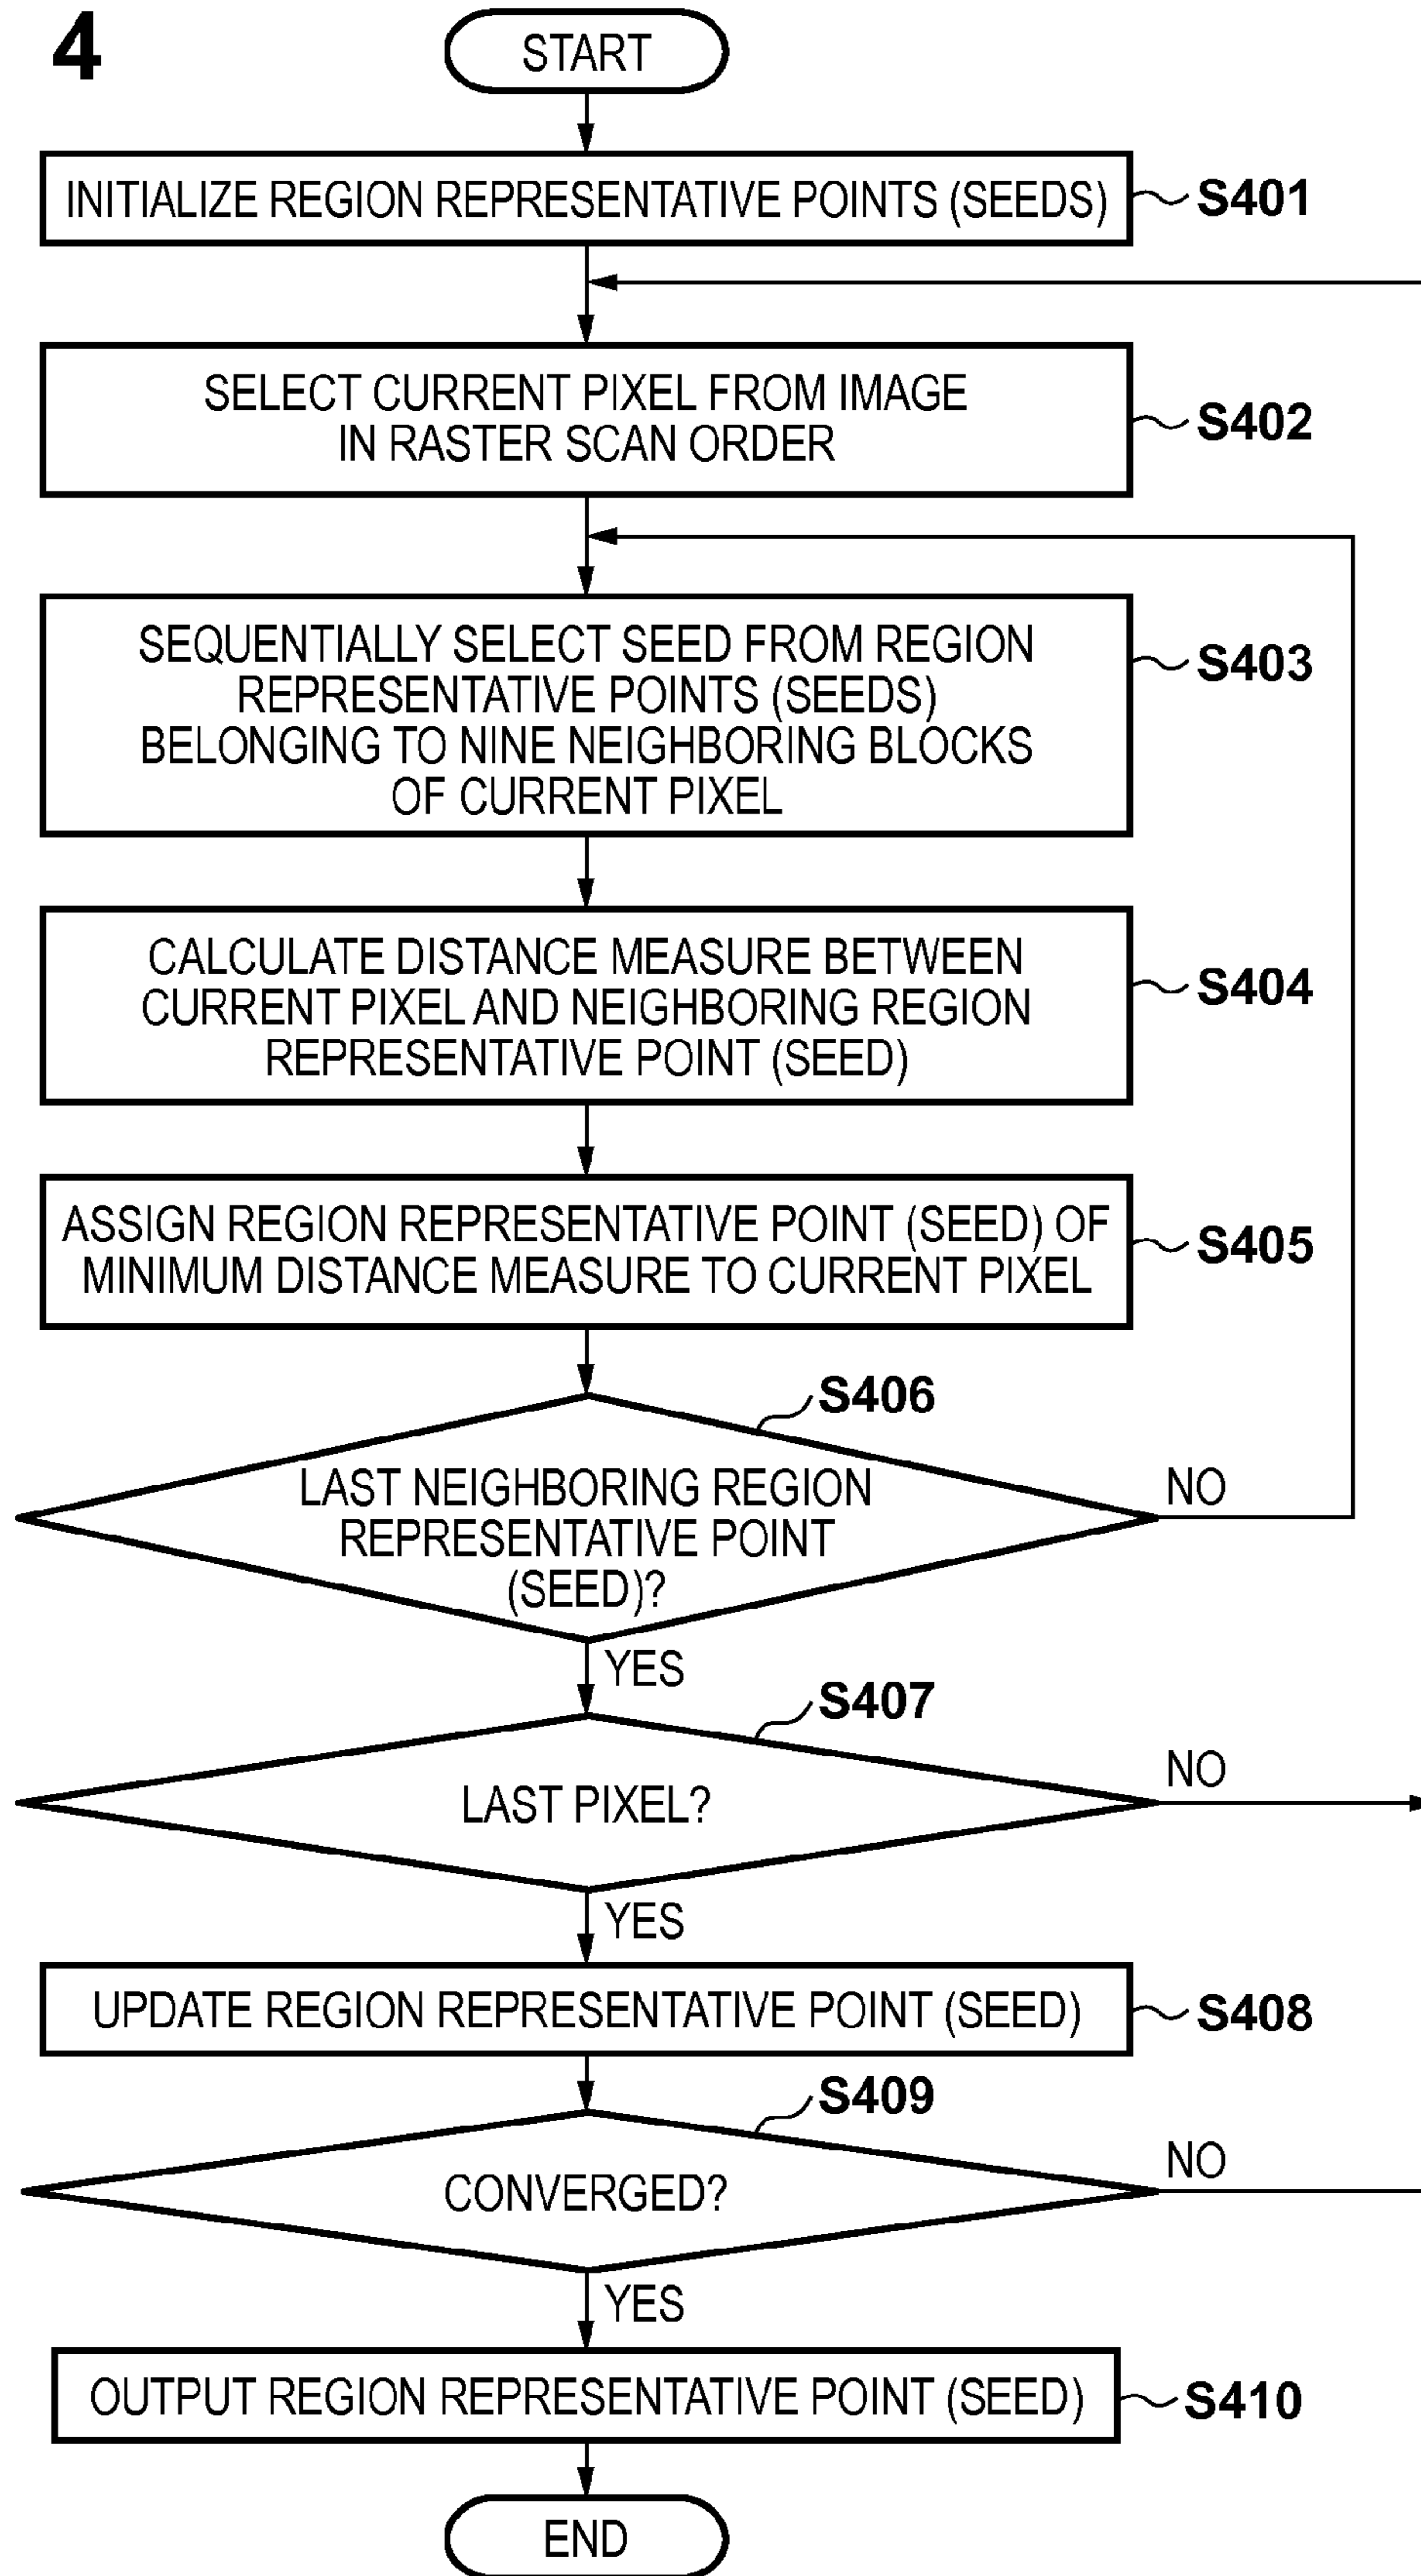 4
START
INITIALIZE REGION REPRESENTATIVE POINTS (SEEDS)
S401
SELECT CURRENT PIXEL FROM IMAGE
IN RASTER SCAN ORDER
S402
SEQUENTIALLY SELECT SEED FROM REGION
REPRESENTATIVE POINTS (SEEDS)
BELONGING TO NINE NEIGHBORING BLOCKS
OF CURRENT PIXEL
S403
CALCULATE DISTANCE MEASURE BETWEEN
CURRENT PIXEL AND NEIGHBORING REGION
REPRESENTATIVE POINT (SEED)
S404
ASSIGN REGION REPRESENTATIVE POINT (SEED) OF
MINIMUM DISTANCE MEASURE TO CURRENT PIXEL
S405
S406
LAST NEIGHBORING REGION
REPRESENTATIVE POINT
(SEED)?
NO
YES
S407
LAST PIXEL?
NO
YES
UPDATE REGION REPRESENTATIVE POINT (SEED)
S408
S409
CONVERGED?
NO
YES
OUTPUT REGION REPRESENTATIVE POINT (SEED)
S410
END